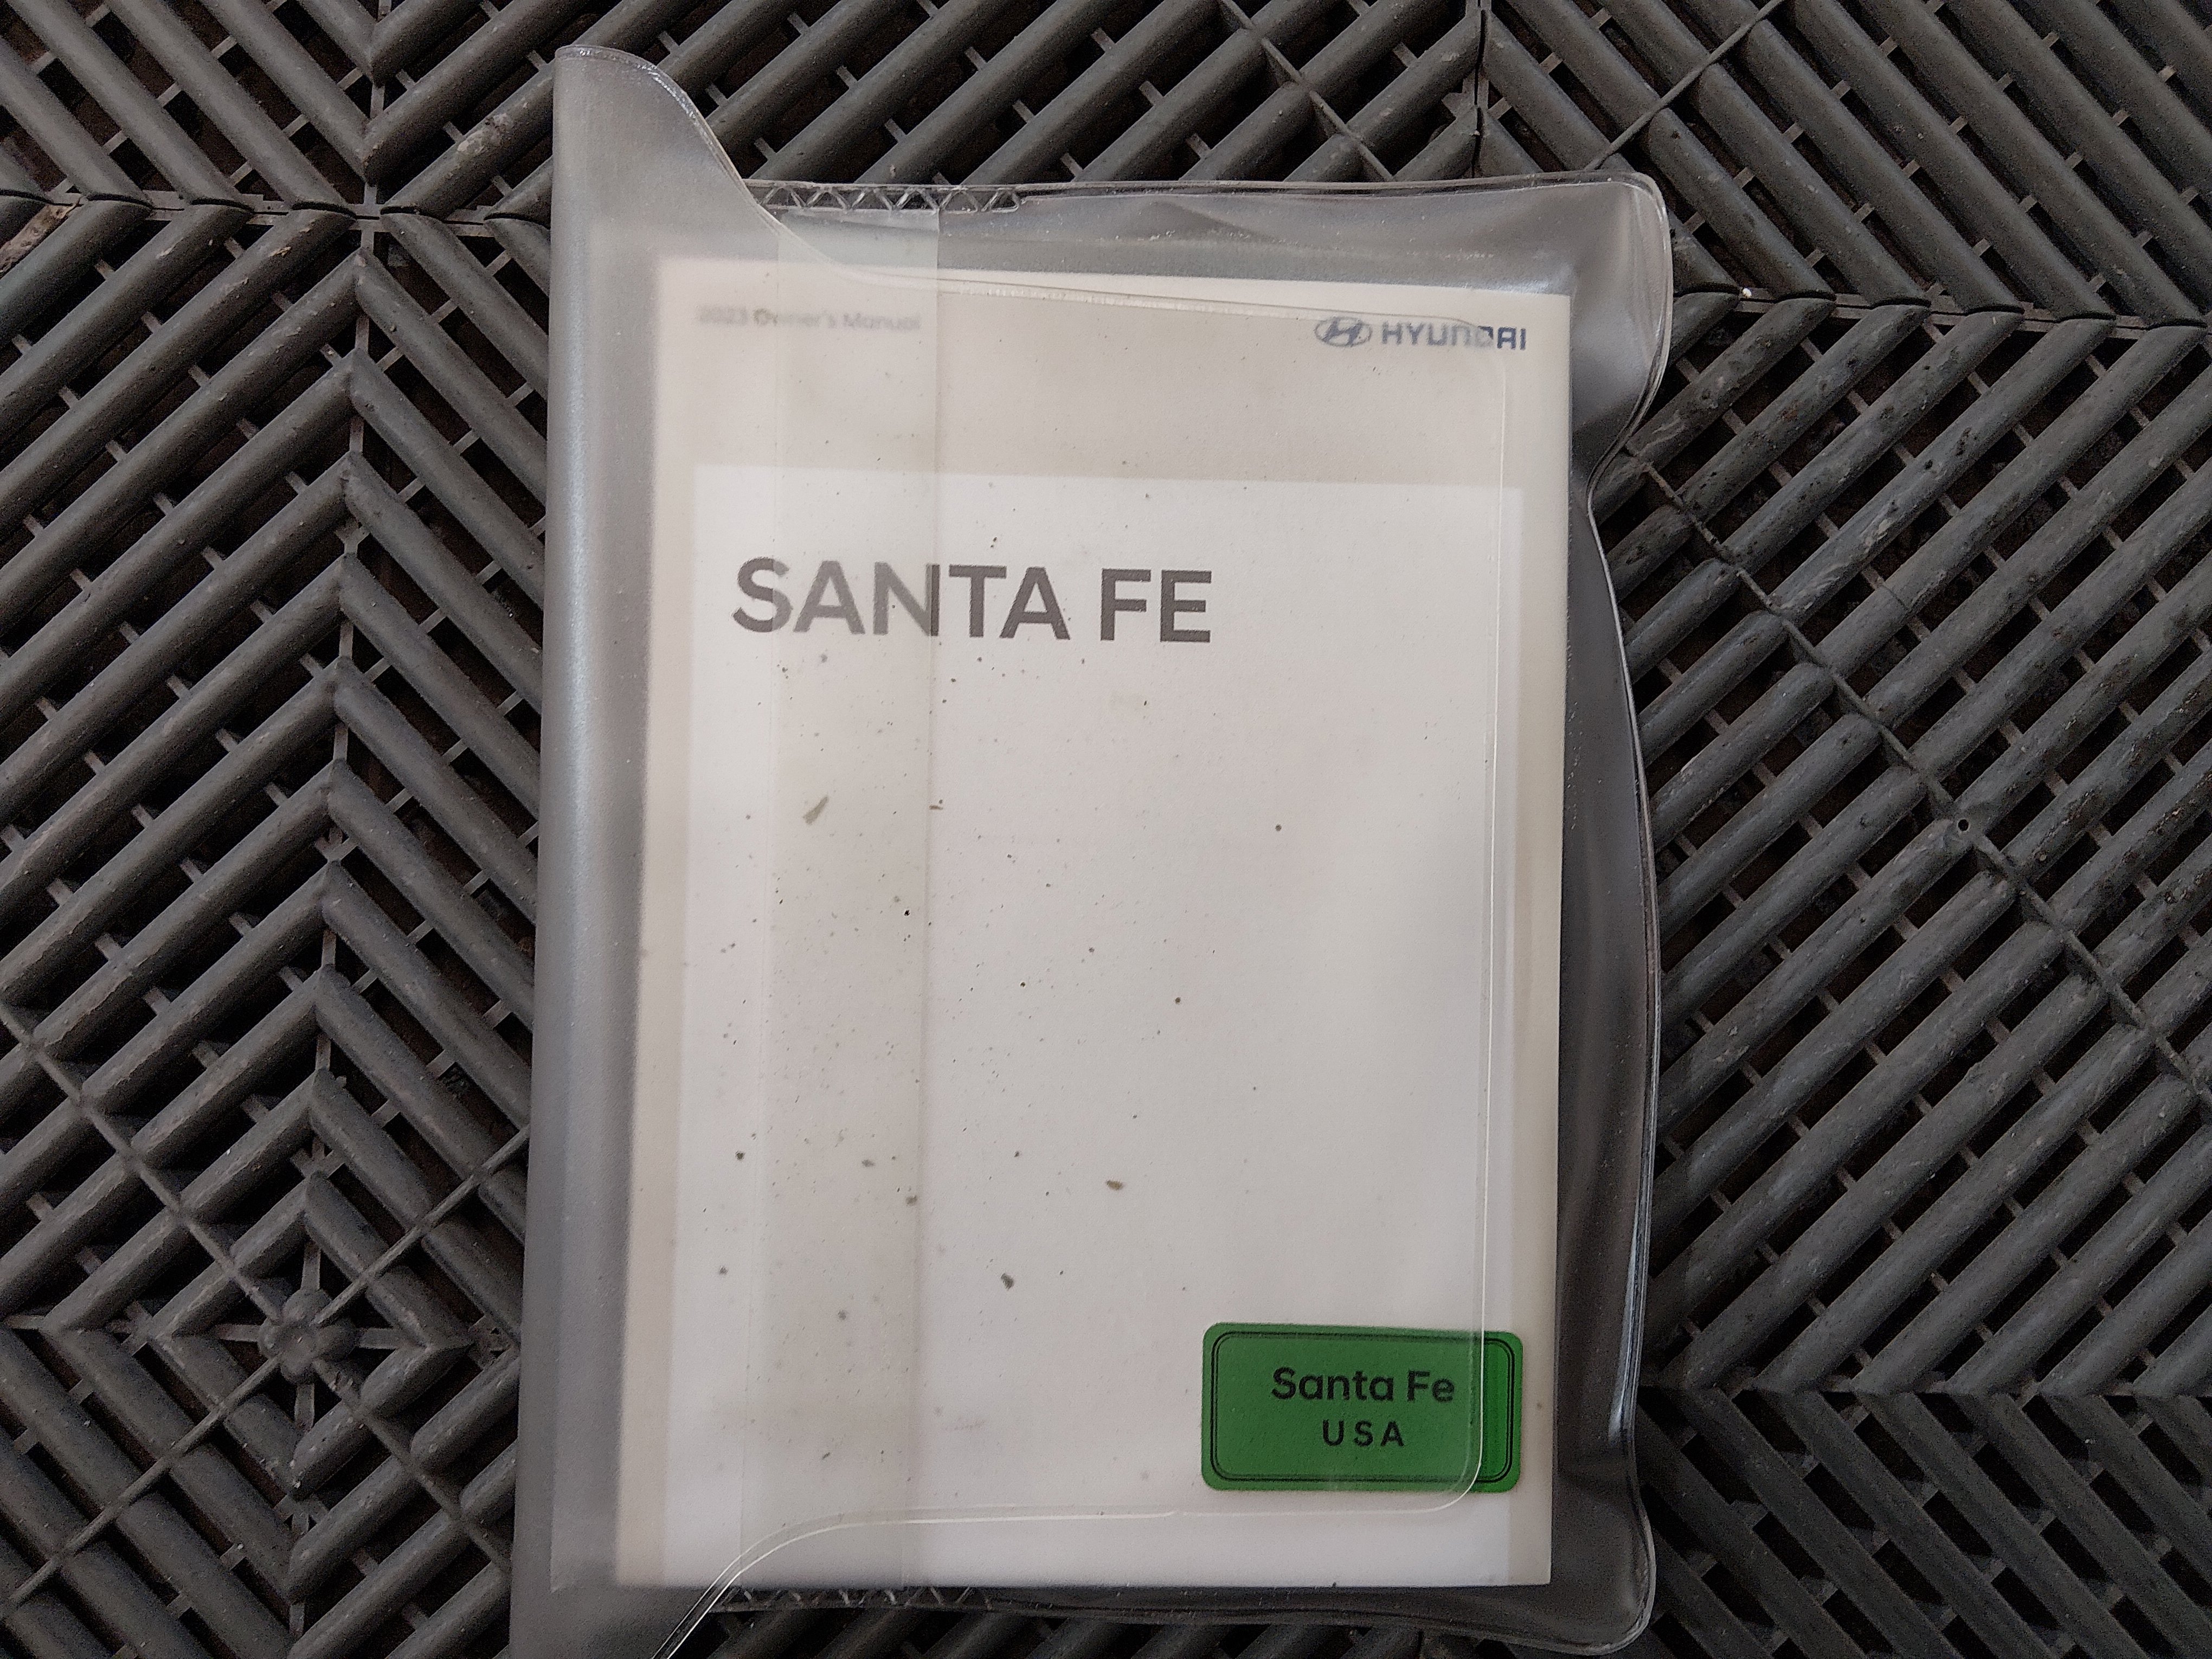 2023 Owner's Manual
HYUNDAI
SANTA FE
Santa Fe
USA